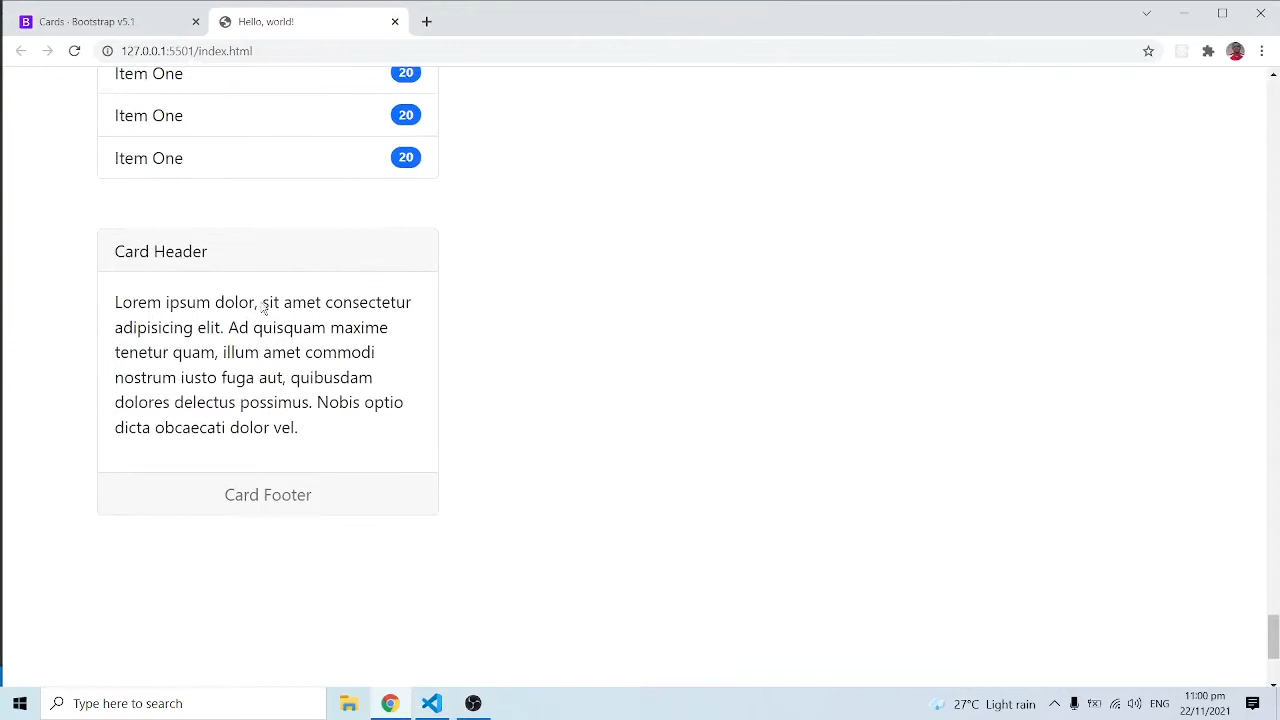 Cards · Bootstrap v5.1
Hello, world!
127.0.0.1:5501/index.html
Item One 20
Item One 20
Item One 20
Card Header
Lorem ipsum dolor, sit amet consectetur
adipisicing elit. Ad quisquam maxime
tenetur quam, illum amet commodi
nostrum iusto fuga aut, quibusdam
dolores delectus possimus. Nobis optio
dicta obcaecati dolor vel.
Card Footer
Type here to search
27°C Light rain
ENG
11:00 pm
22/11/2021